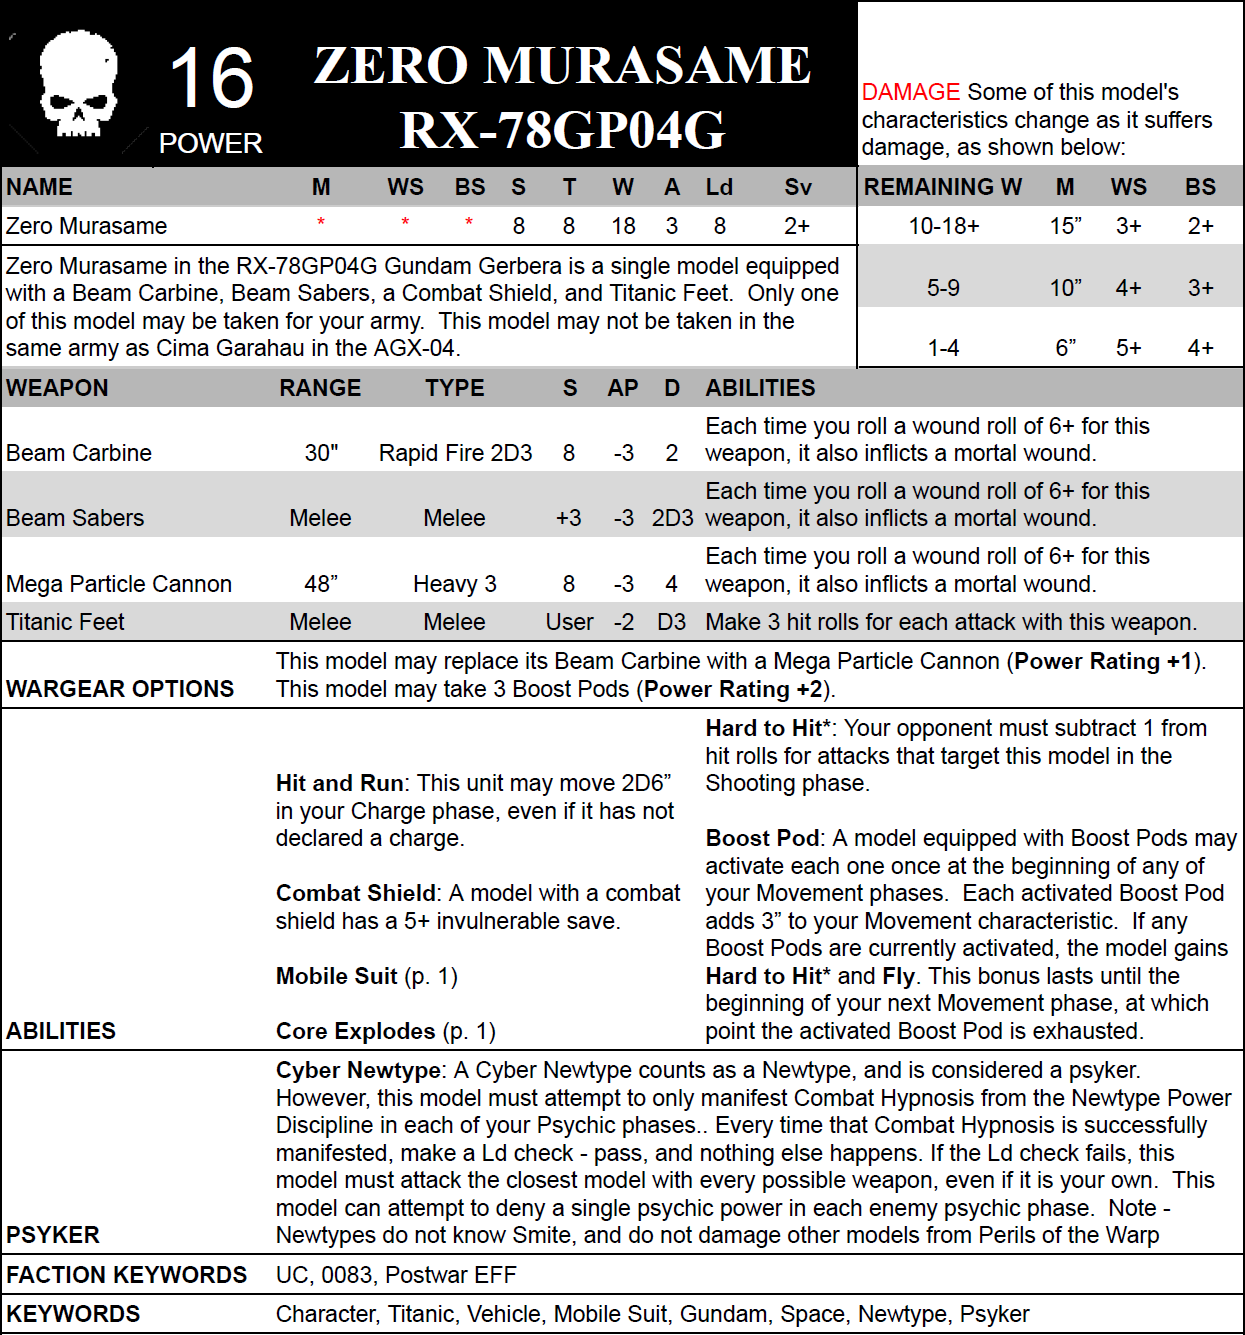 16
POWER
ZERO MURASAME
RX-78GP04G
DAMAGE Some of this model's
characteristics change as it suffers
damage, as shown below:
NAME M WS BS S T W A Ld Sv
Zero Murasame * * * 8 8 18 3 8 2+
REMAINING W M WS BS
10-18+ 15” 3+ 2+
5-9 10” 4+ 3+
1-4 6” 5+ 4+
Zero Murasame in the RX-78GP04G Gundam Gerbera is a single model equipped
with a Beam Carbine, Beam Sabers, a Combat Shield, and Titanic Feet.  Only one
of this model may be taken for your army.  This model may not be taken in the
same army as Cima Garahau in the AGX-04.
WEAPON RANGE TYPE S AP D ABILITIES
Beam Carbine 30" Rapid Fire 2D3 8 -3 2 Each time you roll a wound roll of 6+ for this
weapon, it also inflicts a mortal wound.
Beam Sabers Melee Melee +3 -3 2D3 Each time you roll a wound roll of 6+ for this
weapon, it also inflicts a mortal wound.
Mega Particle Cannon 48” Heavy 3 8 -3 4 Each time you roll a wound roll of 6+ for this
weapon, it also inflicts a mortal wound.
Titanic Feet Melee Melee User -2 D3 Make 3 hit rolls for each attack with this weapon.
WARGEAR OPTIONS
This model may replace its Beam Carbine with a Mega Particle Cannon (Power Rating +1).
This model may take 3 Boost Pods (Power Rating +2).
ABILITIES
Hit and Run: This unit may move 2D6”
in your Charge phase, even if it has not
declared a charge.
Combat Shield: A model with a combat
shield has a 5+ invulnerable save.
Mobile Suit (p. 1)
Core Explodes (p. 1)
Hard to Hit*: Your opponent must subtract 1 from
hit rolls for attacks that target this model in the
Shooting phase.
Boost Pod: A model equipped with Boost Pods may
activate each one once at the beginning of any of
your Movement phases.  Each activated Boost Pod
adds 3” to your Movement characteristic.  If any
Boost Pods are currently activated, the model gains
Hard to Hit* and Fly. This bonus lasts until the
beginning of your next Movement phase, at which
point the activated Boost Pod is exhausted.
PSYKER
Cyber Newtype: A Cyber Newtype counts as a Newtype, and is considered a psyker.
However, this model must attempt to only manifest Combat Hypnosis from the Newtype Power
Discipline in each of your Psychic phases.. Every time that Combat Hypnosis is successfully
manifested, make a Ld check - pass, and nothing else happens. If the Ld check fails, this
model must attack the closest model with every possible weapon, even if it is your own.  This
model can attempt to deny a single psychic power in each enemy psychic phase.  Note -
Newtypes do not know Smite, and do not damage other models from Perils of the Warp
FACTION KEYWORDS UC, 0083, Postwar EFF
KEYWORDS Character, Titanic, Vehicle, Mobile Suit, Gundam, Space, Newtype, Psyker